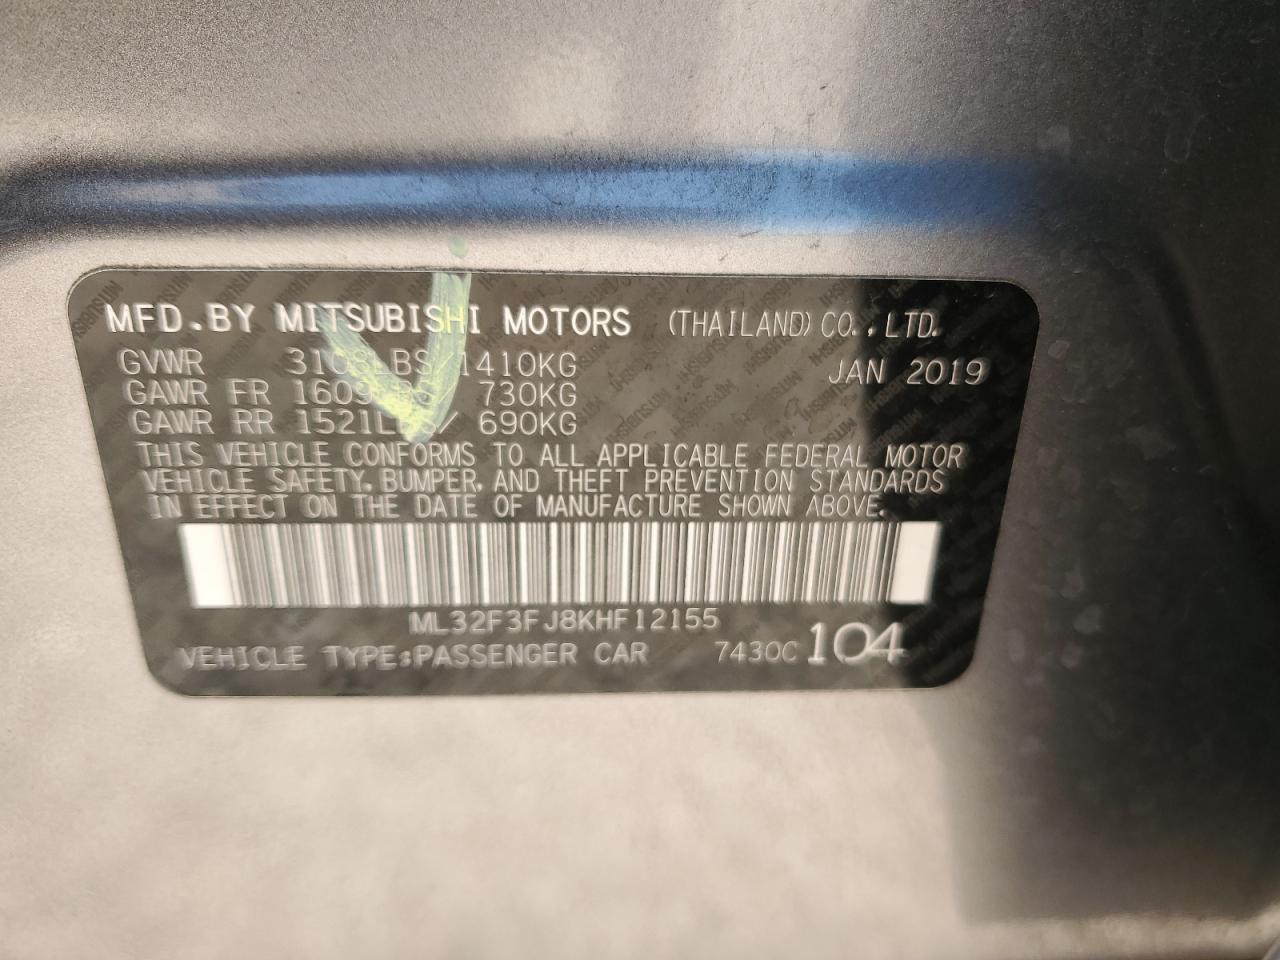 MFD.BY MITSUBISHI MOTORS (THAILAND) CO.,LTD.
GVWR 3108LBS/1410KG JAN 2019
GAWR FR 1609LBS/ 730KG
GAWR RR 1521LBS/ 690KG
THIS VEHICLE CONFORMS TO ALL APPLICABLE FEDERAL MOTOR
VEHICLE SAFETY, BUMPER, AND THEFT PREVENTION STANDARDS
IN EFFECT ON THE DATE OF MANUFACTURE SHOWN ABOVE.
ML32F3FJ8KHF12155
VEHICLE TYPE:PASSENGER CAR 7430C 104